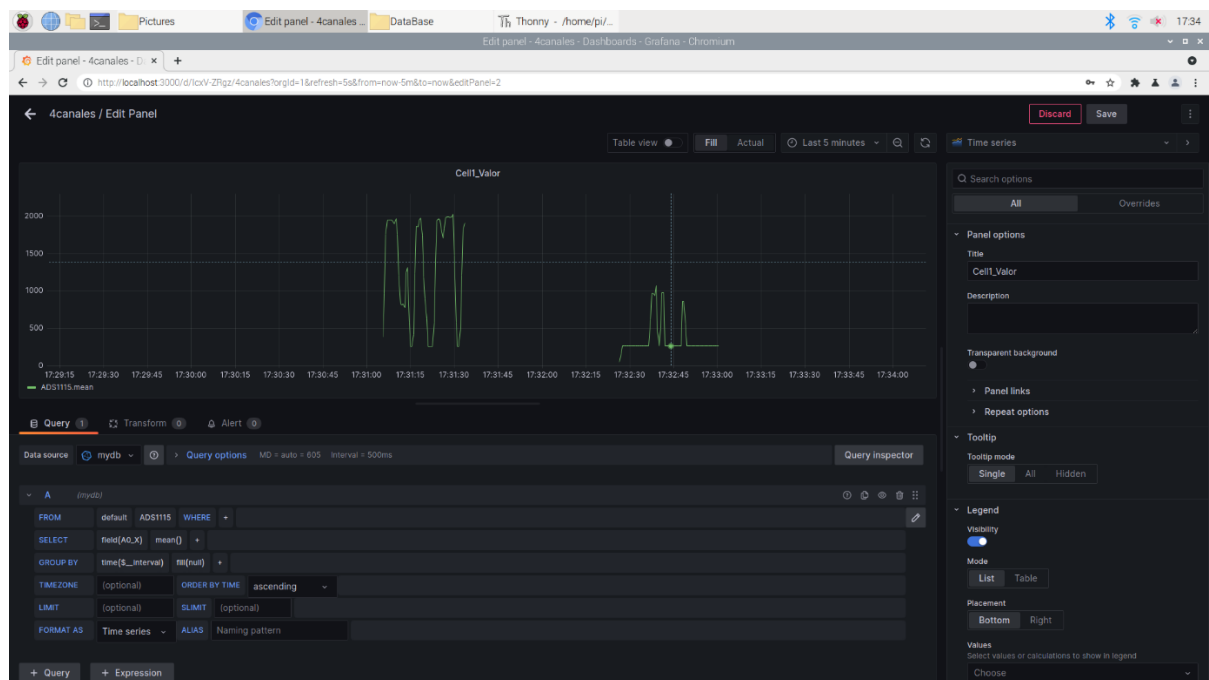 Pictures Edit panel - 4canales ... DataBase Thonny - /home/pi/... 17:34
Edit panel - 4canales - Dashboards - Grafana - Chromium
Edit panel - 4canales - D
http://localhost:3000/d/IcxV-ZRgz/4canales?orgId=1&refresh=5s&from=now-5m&to=now&editPanel=2
4canales / Edit Panel Discard Save
Table view Fill Actual Last 5 minutes Time series
Cell1_Valor
Search options
All Overrides
2000
1500
1000
500
0
17:29:15 17:29:30 17:29:45 17:30:00 17:30:15 17:30:30 17:30:45 17:31:00 17:31:15 17:31:30 17:31:45 17:32:00 17:32:15 17:32:30 17:32:45 17:33:00 17:33:15 17:33:30 17:33:45 17:34:00
ADS1115.mean
Panel options
Title
Cell1_Valor
Description
Transparent background
Panel links
Repeat options
Query 1 Transform 0 Alert 0
Data source mydb Query options MD = auto = 605 Interval = 500ms Query inspector
A (mydb)
FROM default ADS1115 WHERE +
SELECT field(A0_X) mean() +
GROUP BY time($__interval) fill(null) +
TIMEZONE (optional) ORDER BY TIME ascending
LIMIT (optional) SLIMIT (optional)
FORMAT AS Time series ALIAS Naming pattern
+ Query + Expression
Tooltip
Tooltip mode
Single All Hidden
Legend
Visibility
Mode
List Table
Placement
Bottom Right
Values
Select values or calculations to show in legend
Choose